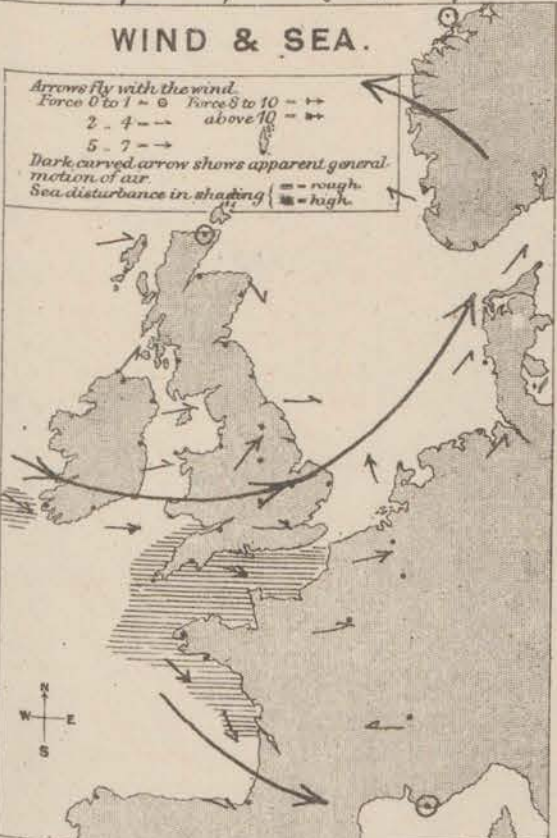 WIND & SEA.
Arrows fly with the wind.
Force 0 to 1 = Force 8 to 10 =
2 - 4 = above 10 =
5 - 7 =
Dark curved arrow shows apparent general
motion of air.
Sea disturbance in shading { = rough.
= high.
N
W E
S